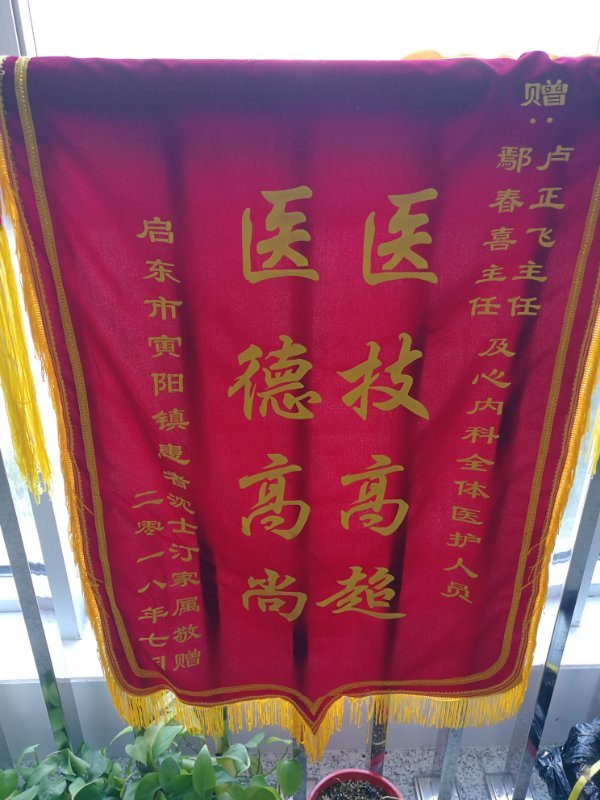 赠：
卢正飞主任
鄢春喜主任
及心内科全体医护人员
医技高超
医德高尚
启东市寅阳镇患者沈士汀家属敬赠
二零一八年七月